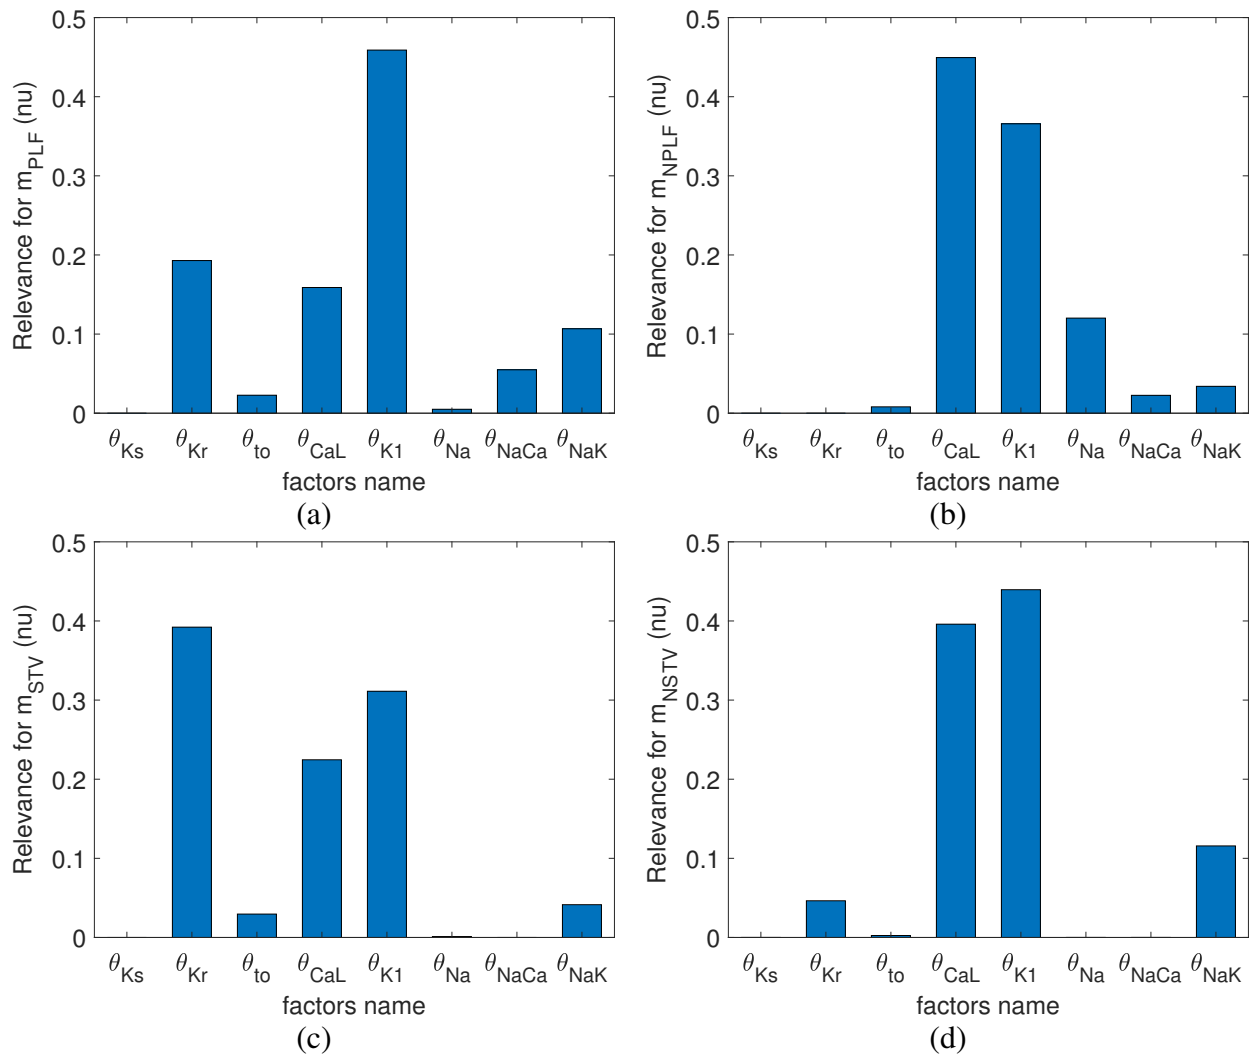 0.5
0.4
0.3
0.2
0.1
0
Relevance for m_PLF (nu)
θ_Ks θ_Kr θ_to θ_CaL θ_K1 θ_Na θ_NaCa θ_NaK
factors name
(a)
0.5
0.4
0.3
0.2
0.1
0
Relevance for m_NPLF (nu)
θ_Ks θ_Kr θ_to θ_CaL θ_K1 θ_Na θ_NaCa θ_NaK
factors name
(b)
0.5
0.4
0.3
0.2
0.1
0
Relevance for m_STV (nu)
θ_Ks θ_Kr θ_to θ_CaL θ_K1 θ_Na θ_NaCa θ_NaK
factors name
(c)
0.5
0.4
0.3
0.2
0.1
0
Relevance for m_NSTV (nu)
θ_Ks θ_Kr θ_to θ_CaL θ_K1 θ_Na θ_NaCa θ_NaK
factors name
(d)